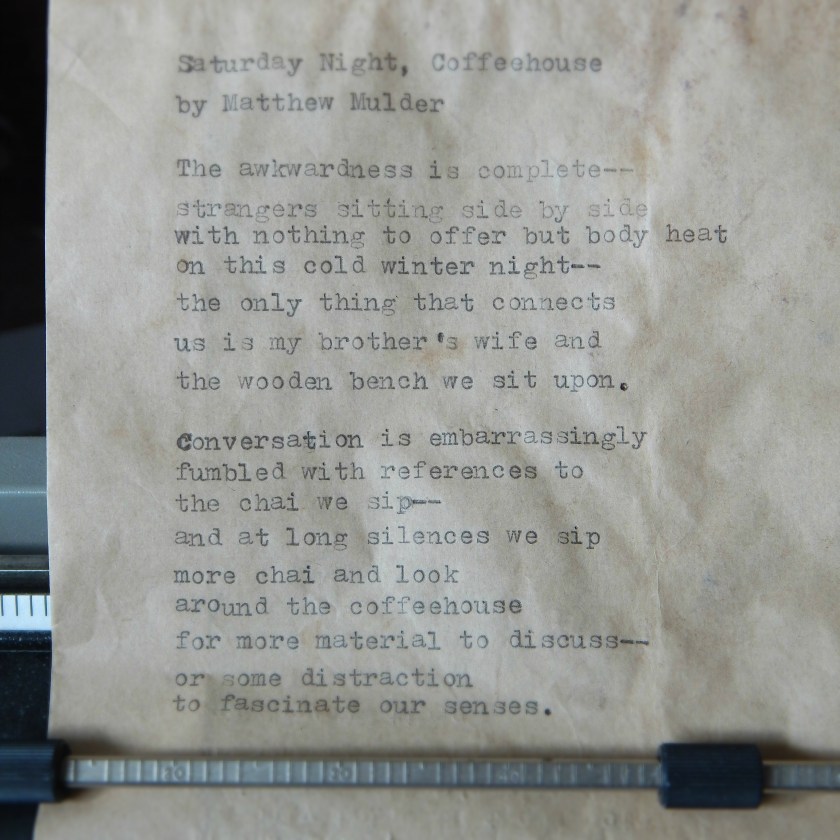 Saturday Night, Coffeehouse
by Matthew Mulder
The awkwardness is complete--
strangers sitting side by side
with nothing to offer but body heat
on this cold winter night--
the only thing that connects
us is my brother's wife and
the wooden bench we sit upon.
Conversation is embarrassingly
fumbled with references to
the chai we sip--
and at long silences we sip
more chai and look
around the coffeehouse
for more material to discuss--
or some distraction
to fascinate our senses.